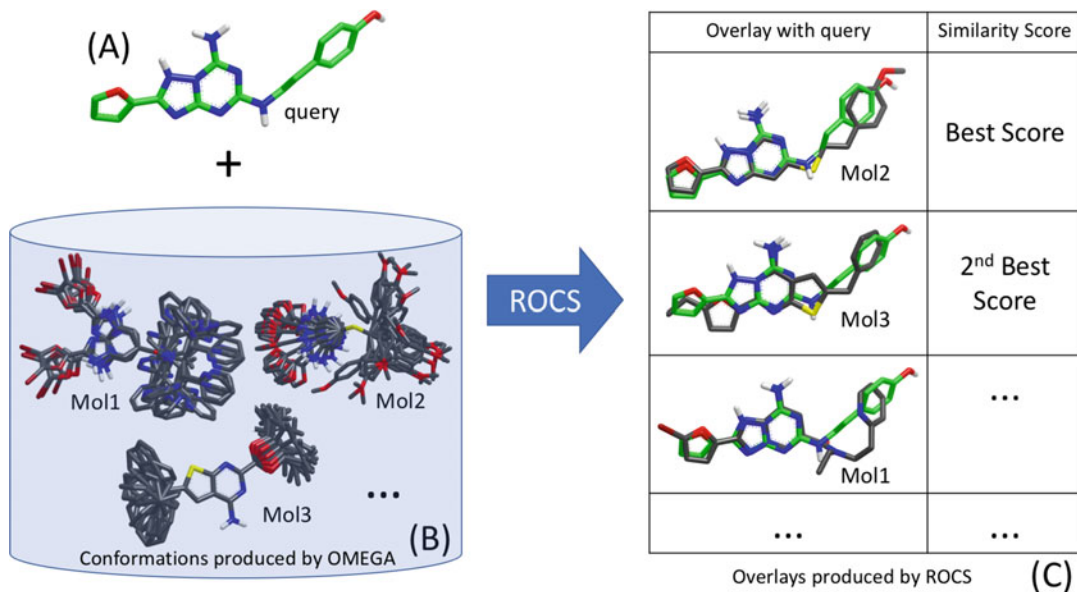 (A)
query
+
Mol1
Mol2
Mol3
...
(B)
Conformations produced by OMEGA
ROCS
Overlay with query
Similarity Score
Mol2
Best Score
Mol3
2nd Best
Score
Mol1
...
...
...
Overlays produced by ROCS
(C)